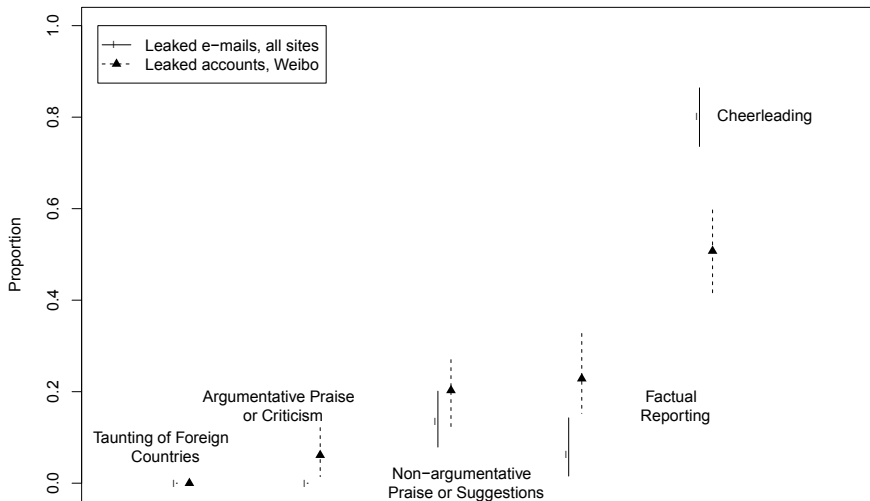 1.0
0.8
0.6
0.4
0.2
0.0
Proportion
Leaked e−mails, all sites
Leaked accounts, Weibo
Cheerleading
Argumentative Praise
or Criticism
Factual
Reporting
Taunting of Foreign
Countries
Non−argumentative
Praise or Suggestions